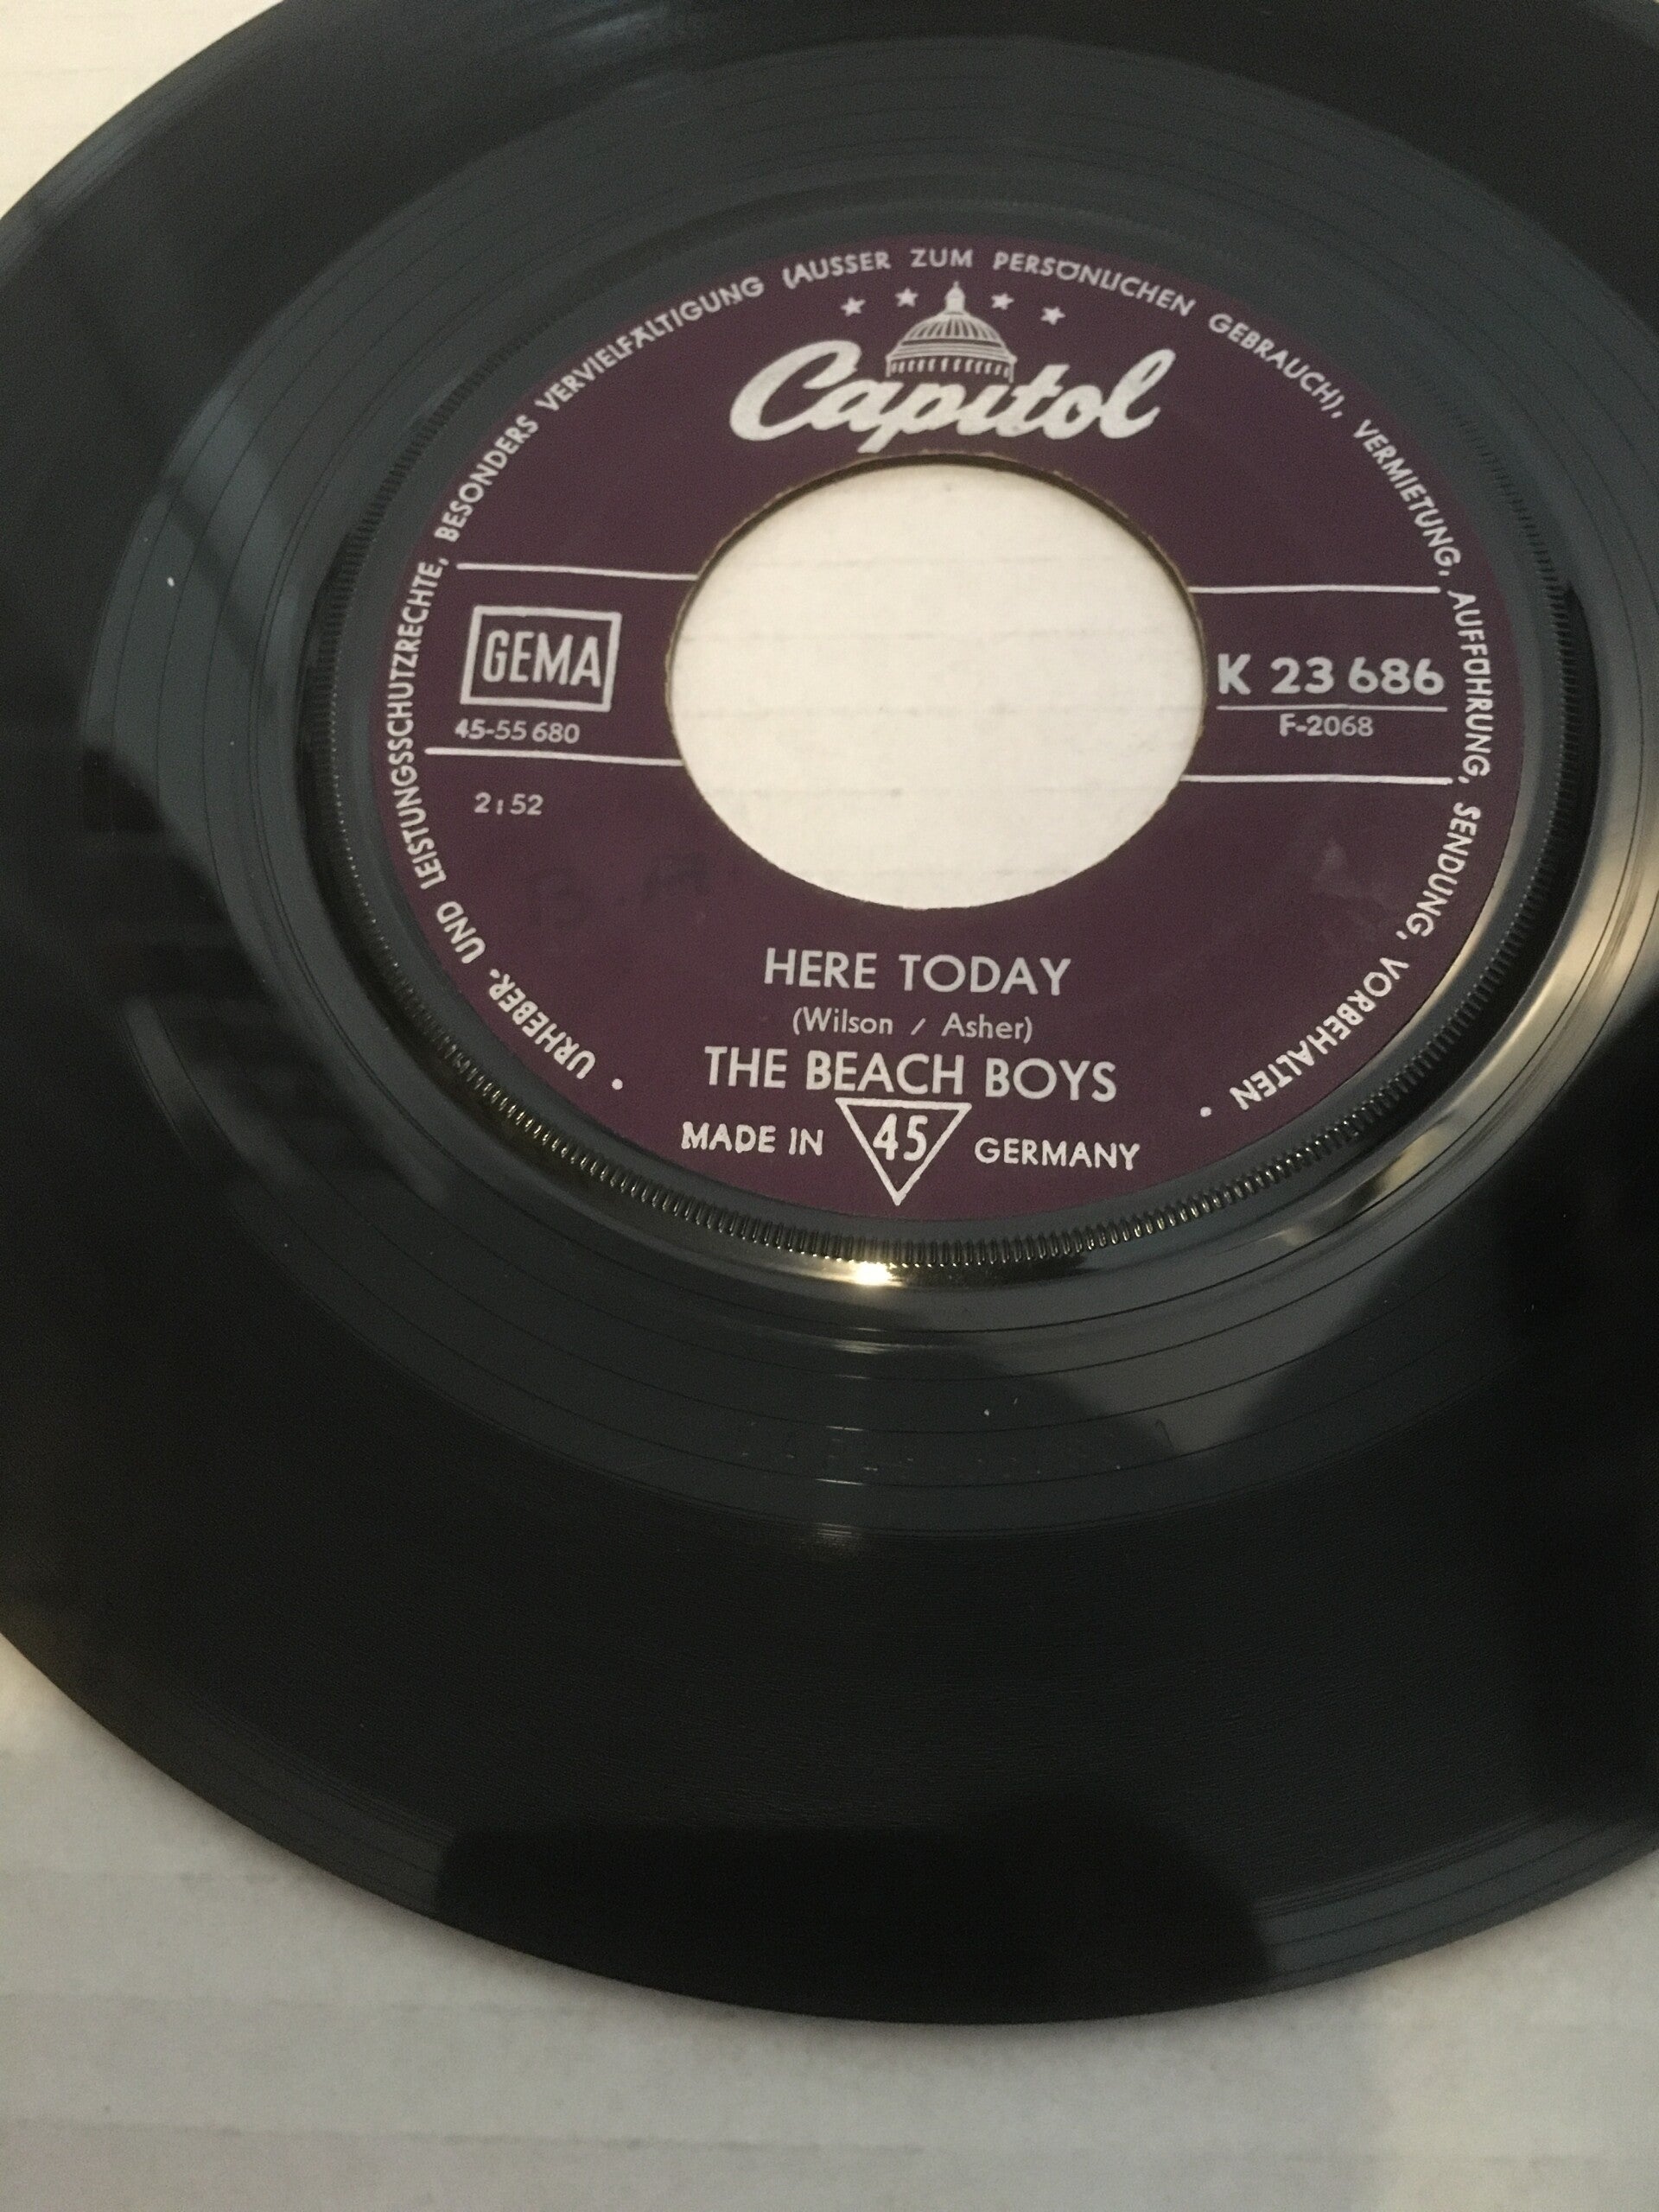 URHEBER- UND LEISTUNGSSCHUTZRECHTE, BESONDERS VERVIELFÄLTIGUNG (AUSSER ZUM PERSÖNLICHEN GEBRAUCH), VERMIETUNG, AUFFÜHRUNG, SENDUNG, VORBEHALTEN
Capitol
GEMA
45-55 680
K 23 686
F-2068
2:52
HERE TODAY
(Wilson / Asher)
THE BEACH BOYS
MADE IN 45 GERMANY